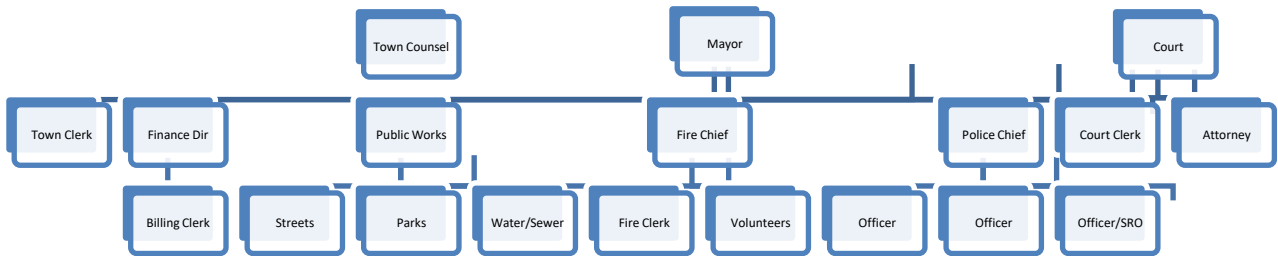 Town Counsel
Mayor
Court
Town Clerk
Finance Dir
Public Works
Fire Chief
Police Chief
Court Clerk
Attorney
Billing Clerk
Streets
Parks
Water/Sewer
Fire Clerk
Volunteers
Officer
Officer
Officer/SRO